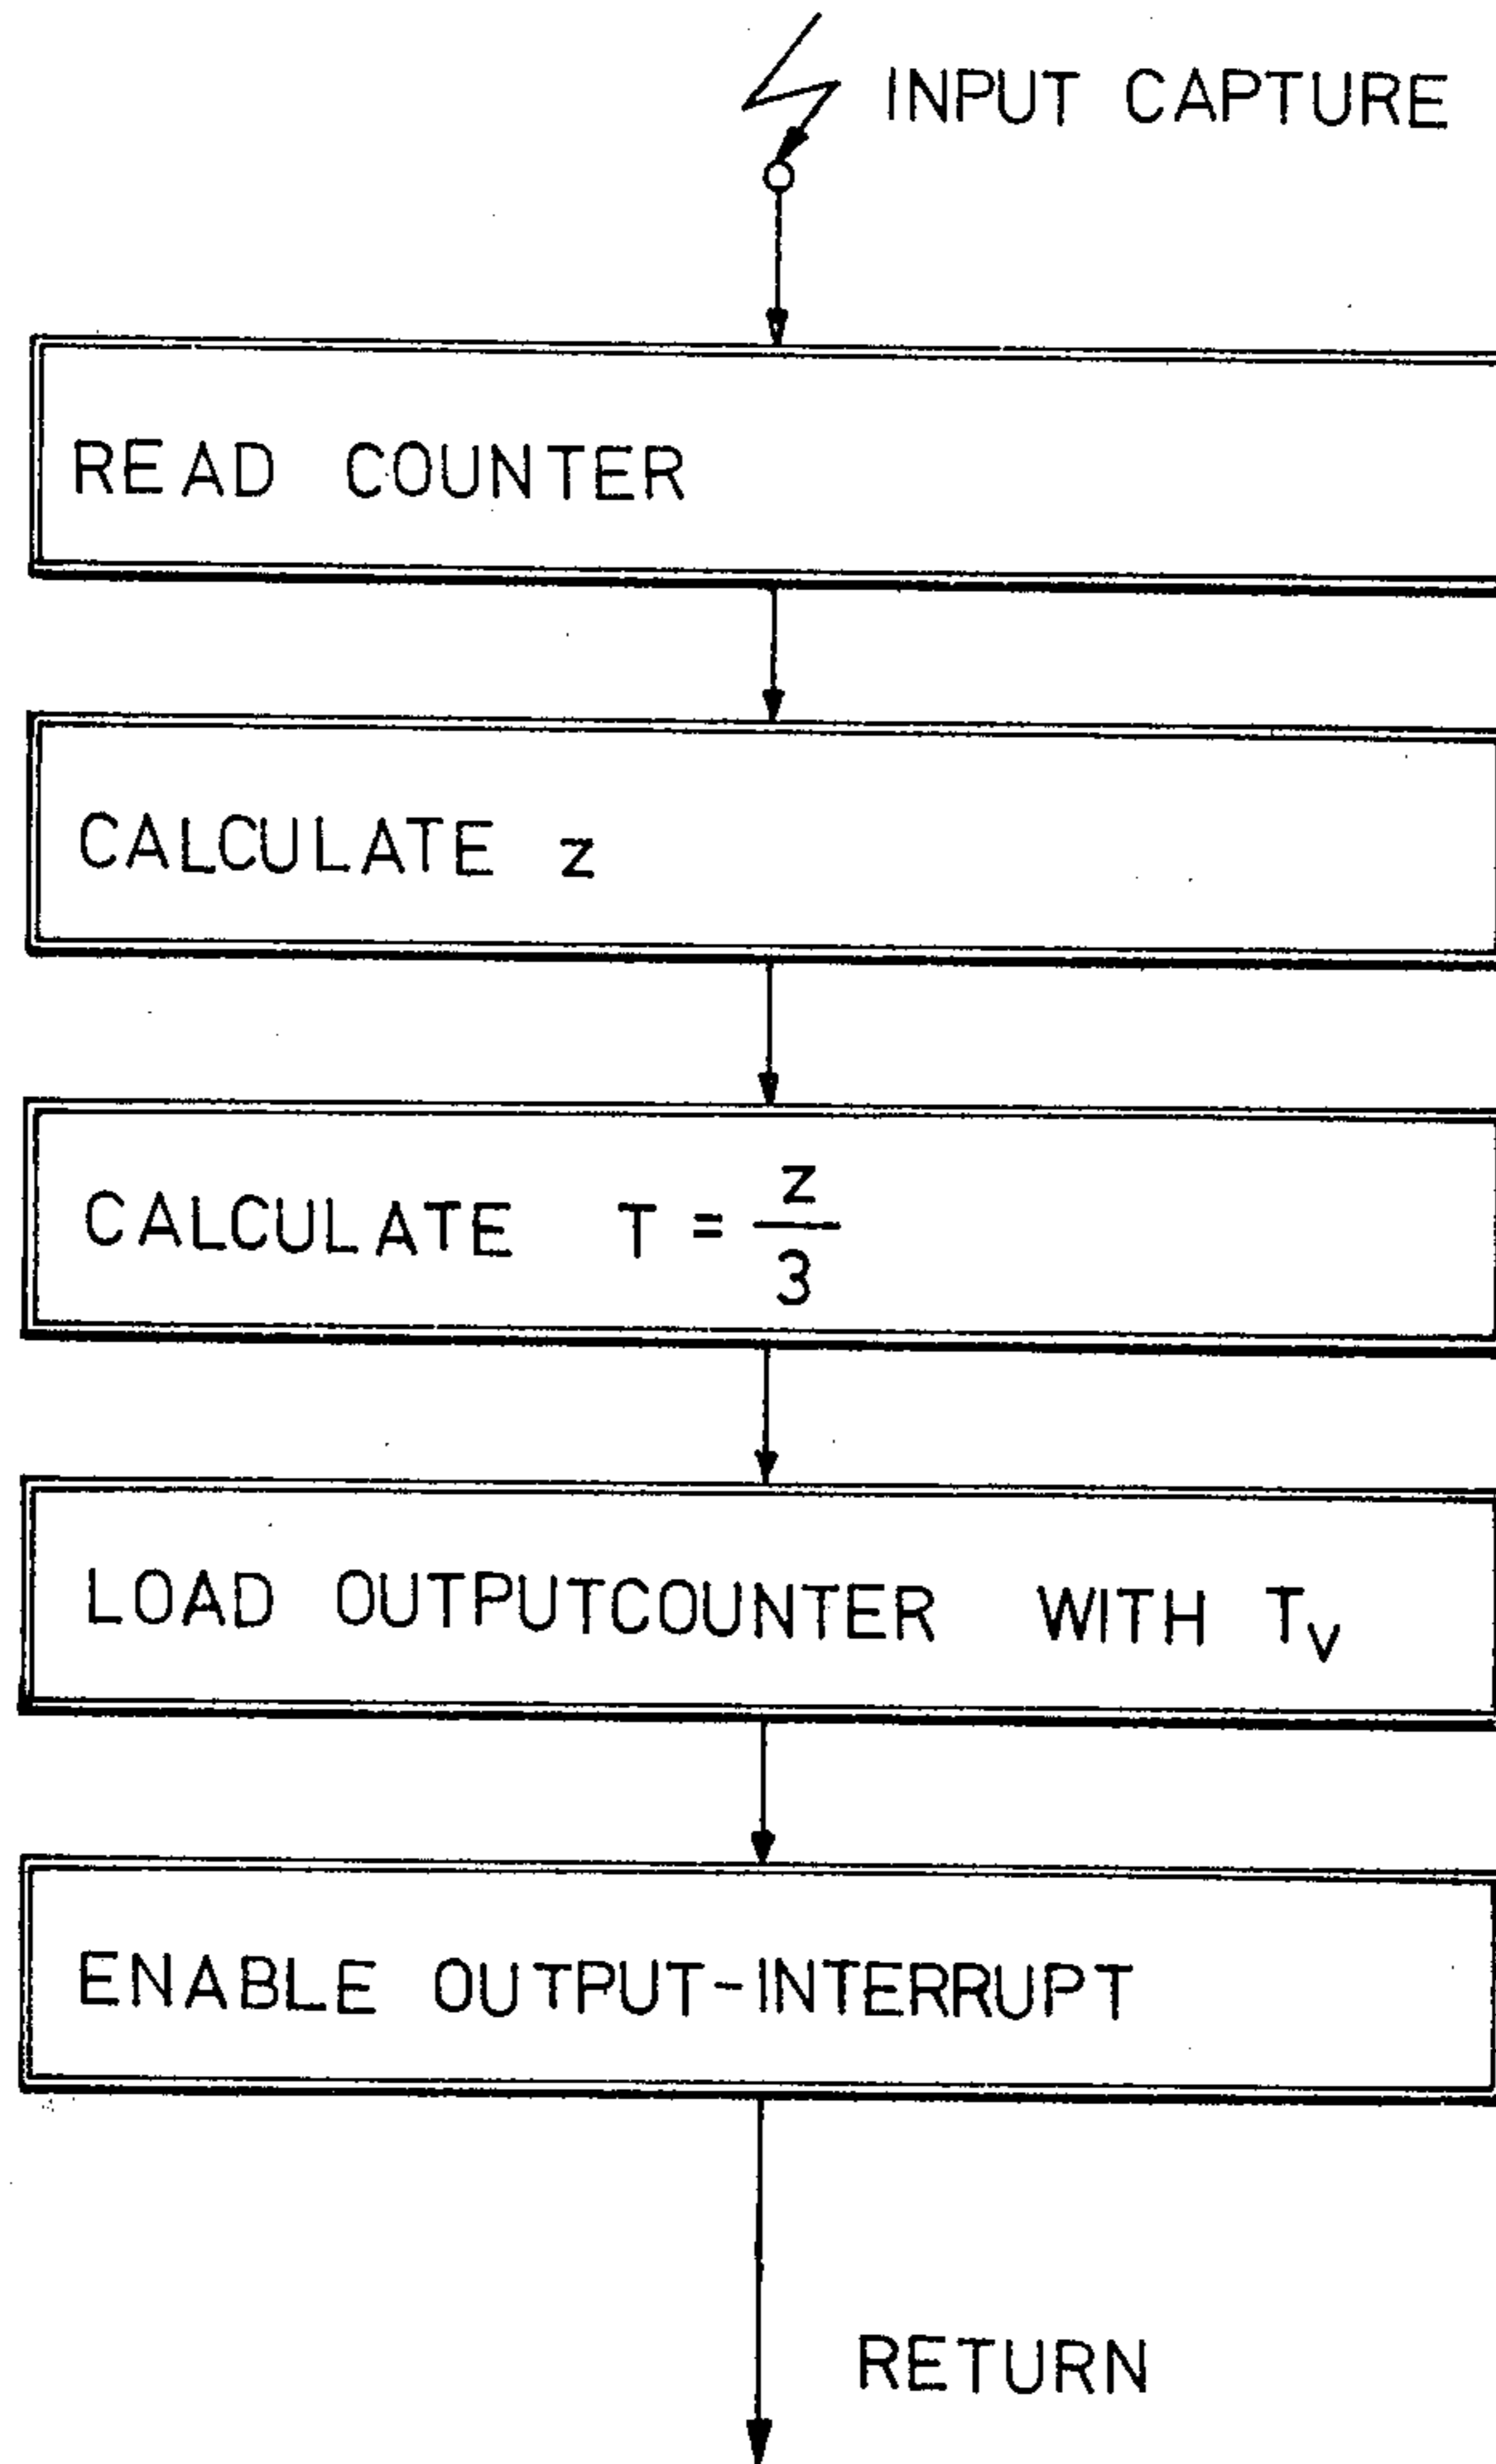 INPUT CAPTURE
READ COUNTER
CALCULATE z
CALCULATE T = z/3
LOAD OUTPUTCOUNTER WITH Tv
ENABLE OUTPUT-INTERRUPT
RETURN